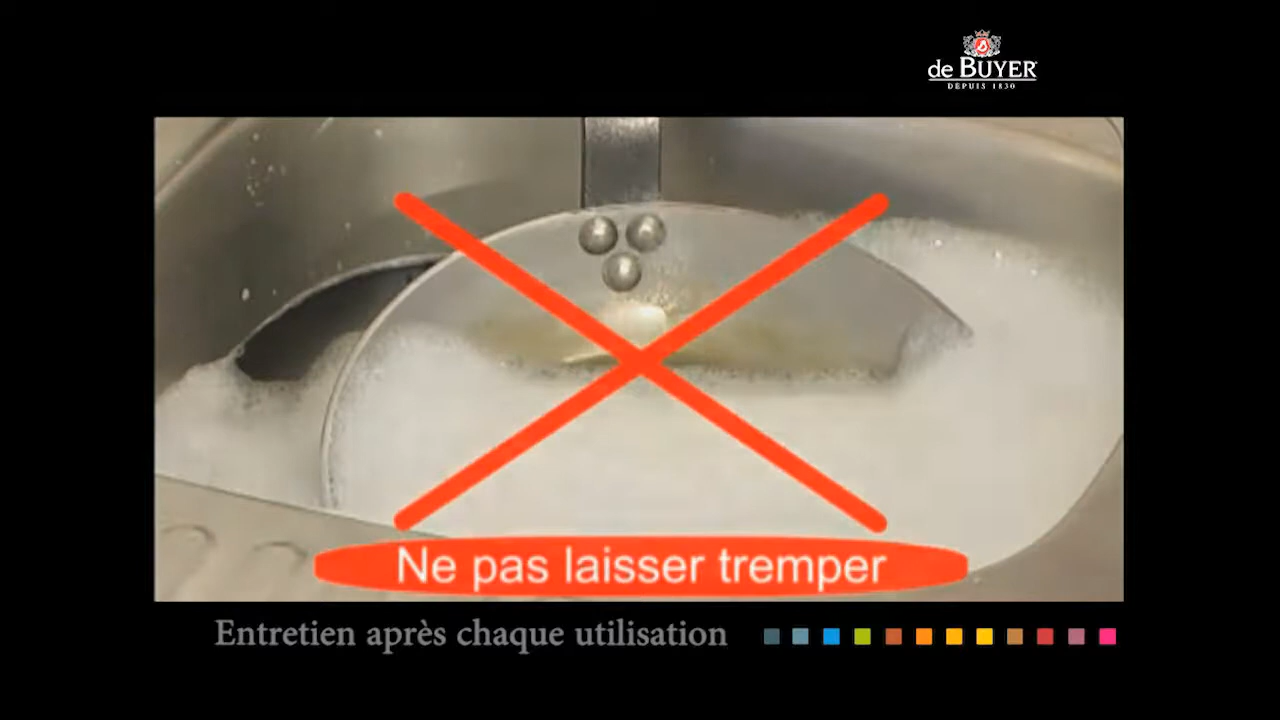 de BUYER
DEPUIS 1830
Ne pas laisser tremper
Entretien après chaque utilisation